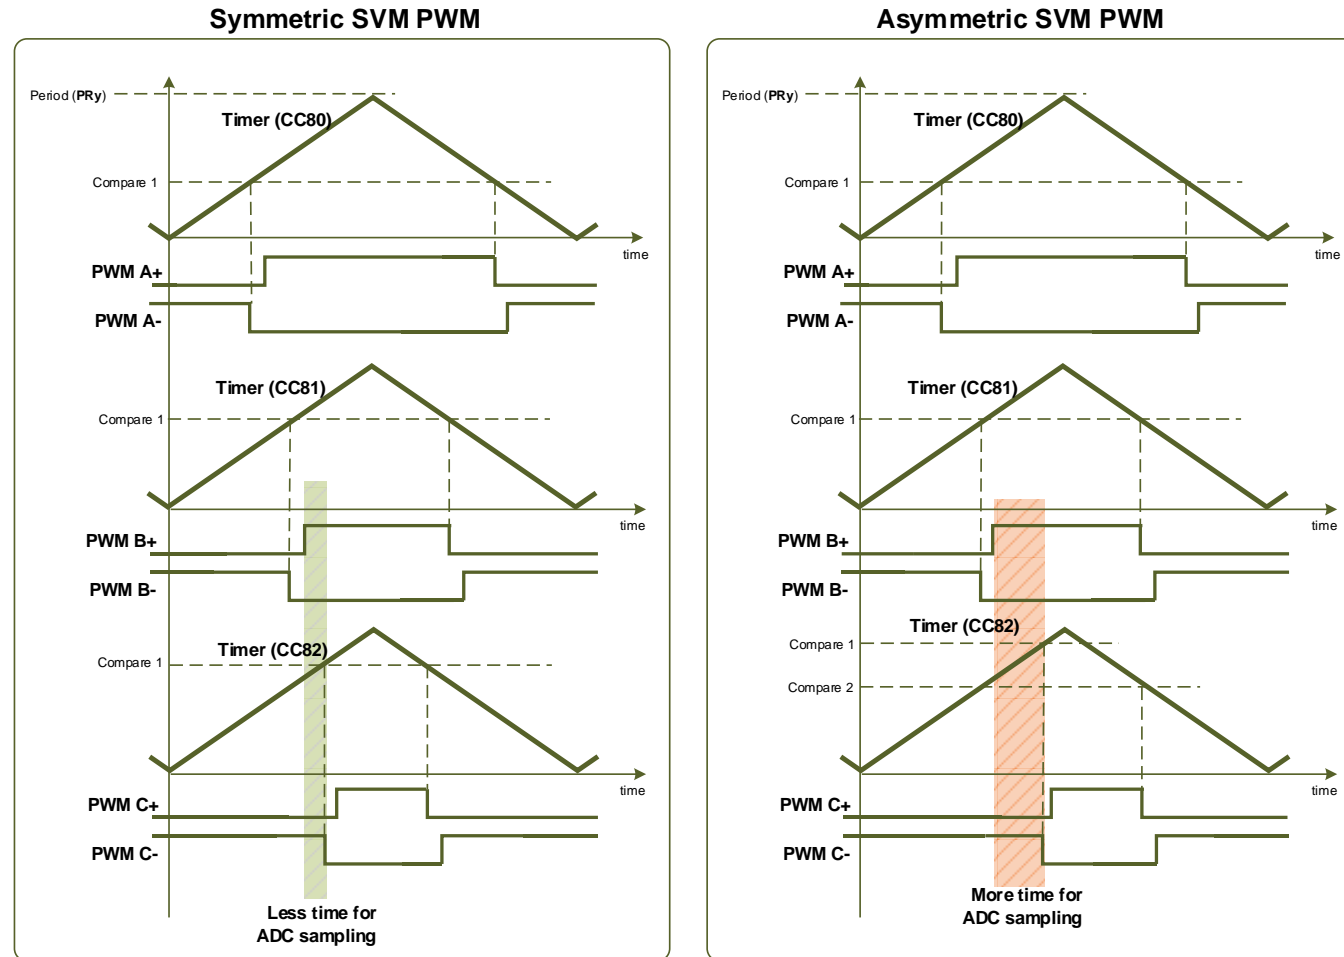 Symmetric SVM PWM
Period (PRy)
Timer (CC80)
Compare 1
time
PWM A+
PWM A-
Timer (CC81)
Compare 1
time
PWM B+
PWM B-
Timer (CC82)
Compare 1
time
PWM C+
PWM C-
Less time for
ADC sampling
Asymmetric SVM PWM
Period (PRy)
Timer (CC80)
Compare 1
time
PWM A+
PWM A-
Timer (CC81)
Compare 1
time
PWM B+
PWM B-
Timer (CC82)
Compare 1
Compare 2
time
PWM C+
PWM C-
More time for
ADC sampling